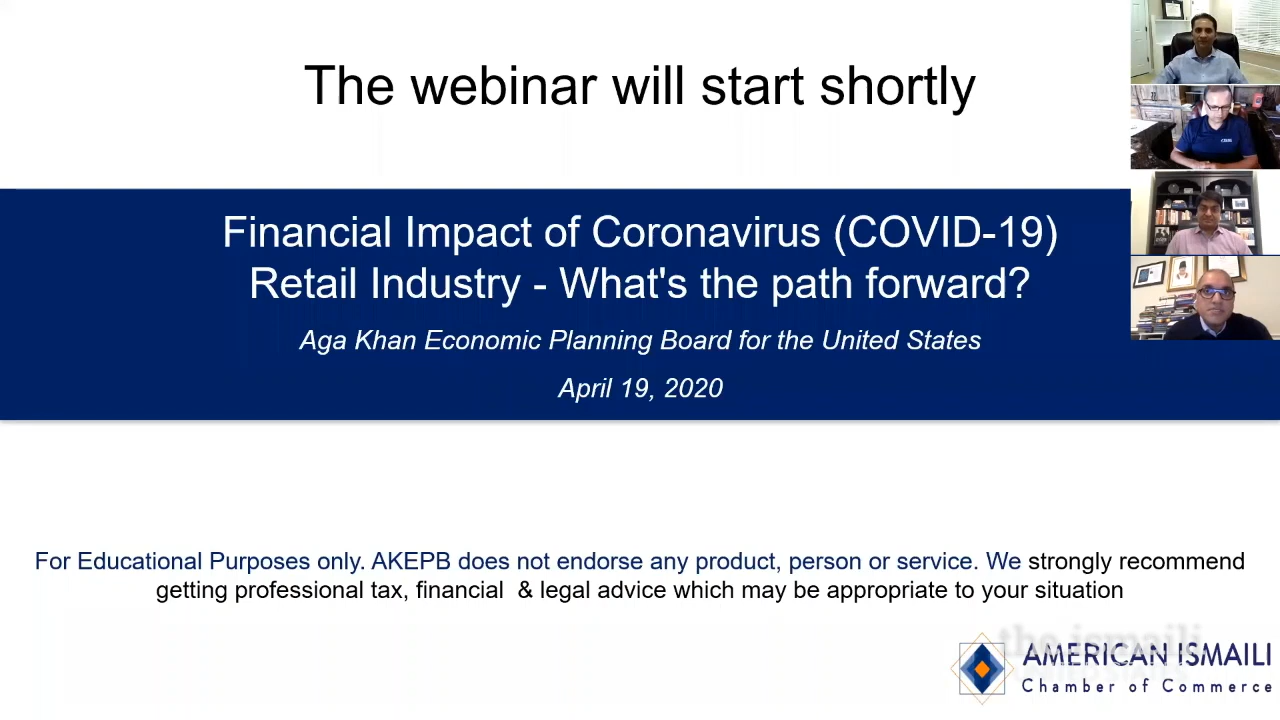 The webinar will start shortly
Financial Impact of Coronavirus (COVID-19)
Retail Industry - What's the path forward?
Aga Khan Economic Planning Board for the United States
April 19, 2020
For Educational Purposes only. AKEPB does not endorse any product, person or service. We strongly recommend
getting professional tax, financial & legal advice which may be appropriate to your situation
the.ismaili
AMERICAN ISMAILI
Chamber of Commerce